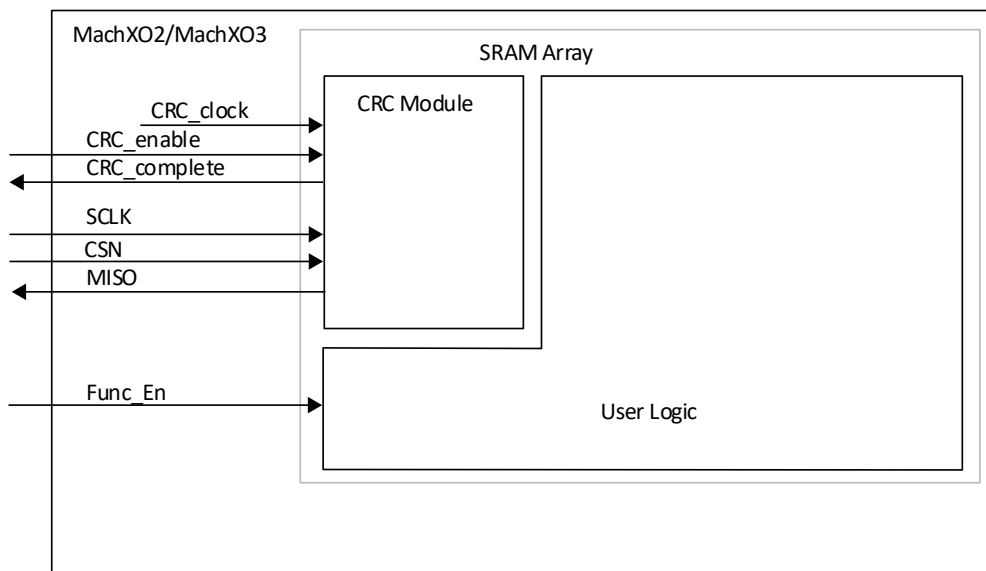 MachXO2/MachXO3
SRAM Array
CRC Module
CRC_clock
CRC_enable
CRC_complete
SCLK
CSN
MISO
Func_En
User Logic